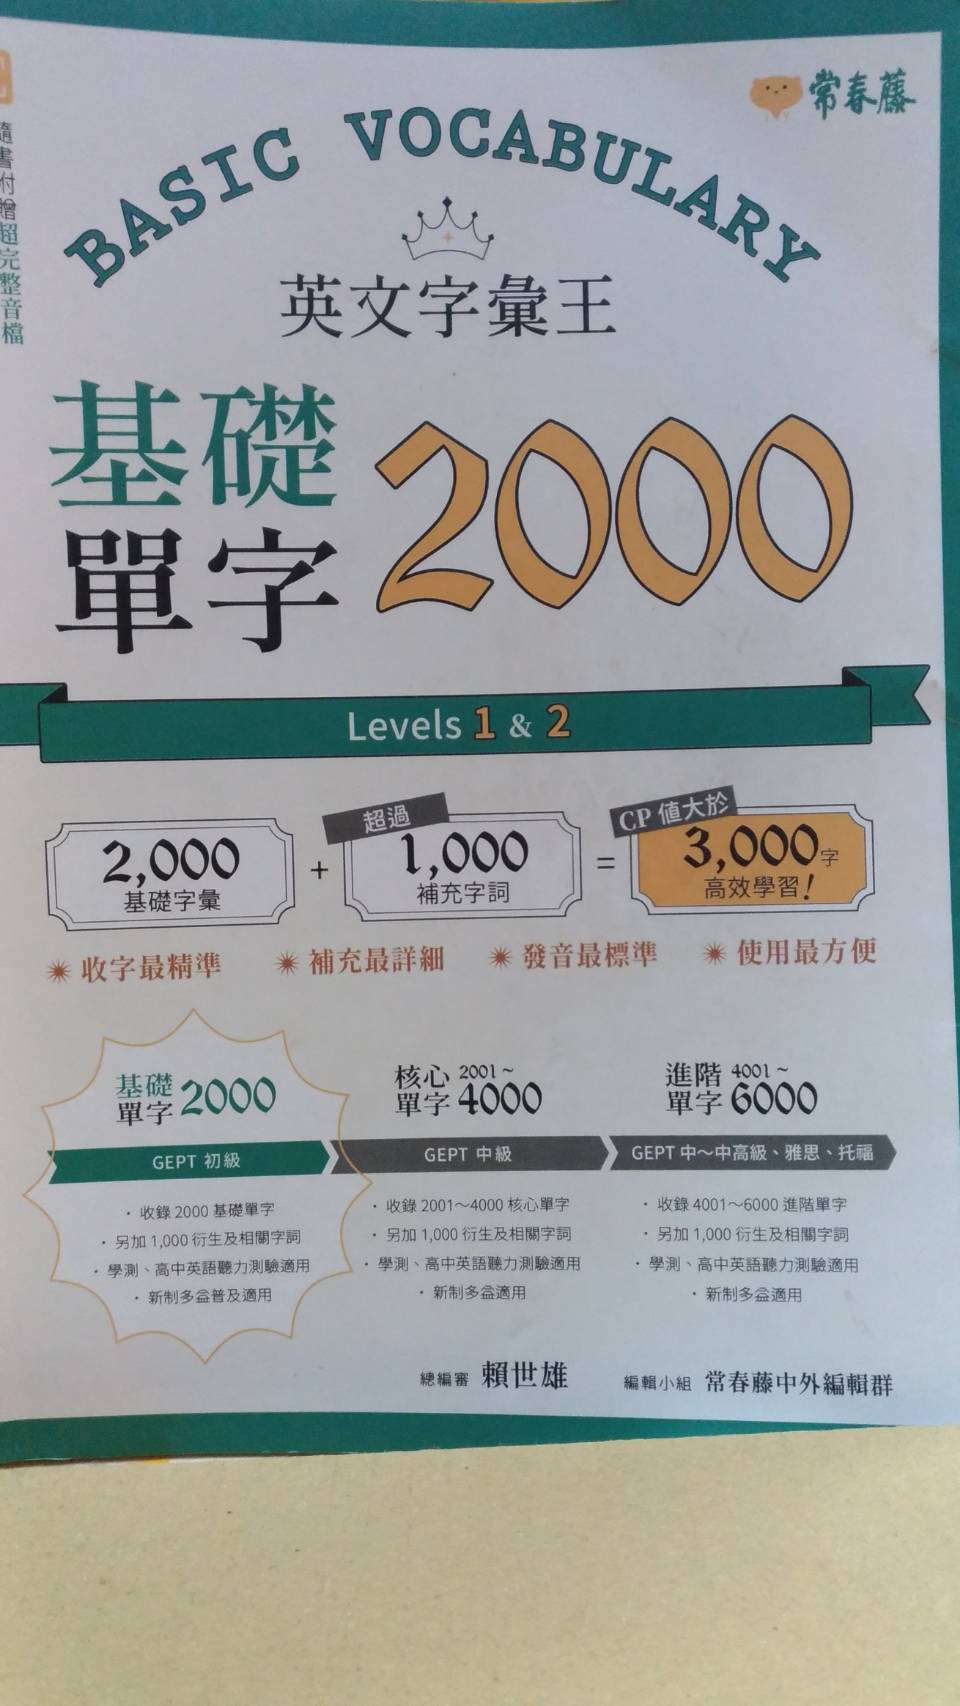 常春藤
隨書附贈超完整音檔
BASIC VOCABULARY
英文字彙王
基礎
單字
2000
Levels 1 & 2
2,000
基礎字彙
+
超過
1,000
補充字詞
=
CP 值大於
3,000字
高效學習!
收字最精準
補充最詳細
發音最標準
使用最方便
基礎
單字 2000
GEPT 初級
・收錄 2000 基礎單字
・另加 1,000 衍生及相關字詞
・學測、高中英語聽力測驗適用
・新制多益普及適用
核心 2001~
單字 4000
GEPT 中級
・收錄 2001～4000 核心單字
・另加 1,000 衍生及相關字詞
・學測、高中英語聽力測驗適用
・新制多益適用
進階 4001~
單字 6000
GEPT 中～中高級、雅思、托福
・收錄 4001～6000 進階單字
・另加 1,000 衍生及相關字詞
・學測、高中英語聽力測驗適用
・新制多益適用
總編審 賴世雄
編輯小組 常春藤中外編輯群